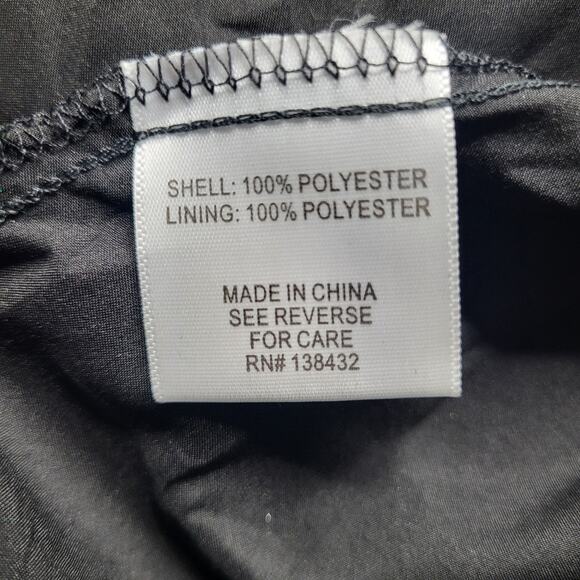 SHELL: 100% POLYESTER
LINING: 100% POLYESTER
MADE IN CHINA
SEE REVERSE
FOR CARE
RN# 138432